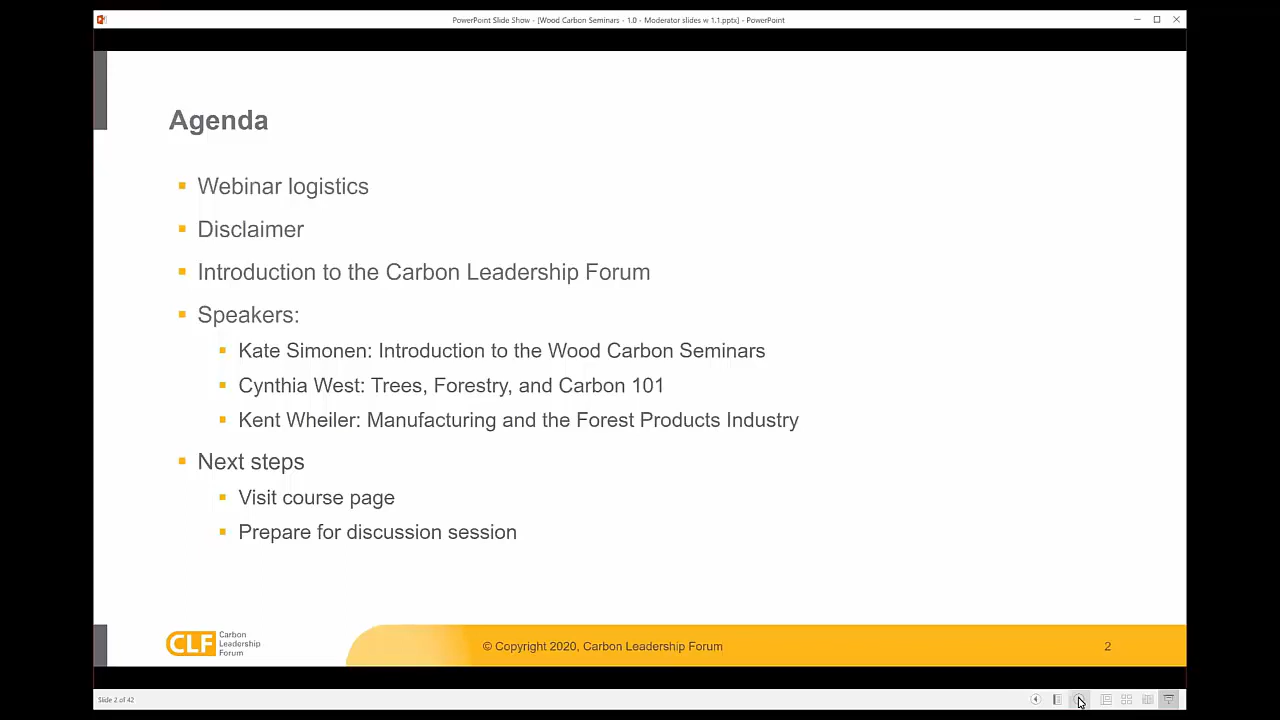 PowerPoint Slide Show - [Wood Carbon Seminars - 1.0 - Moderator slides w 1.1.pptx] - PowerPoint
Agenda
Webinar logistics
Disclaimer
Introduction to the Carbon Leadership Forum
Speakers:
Kate Simonen: Introduction to the Wood Carbon Seminars
Cynthia West: Trees, Forestry, and Carbon 101
Kent Wheiler: Manufacturing and the Forest Products Industry
Next steps
Visit course page
Prepare for discussion session
CLF
Carbon
Leadership
Forum
© Copyright 2020, Carbon Leadership Forum
2
Slide 2 of 42